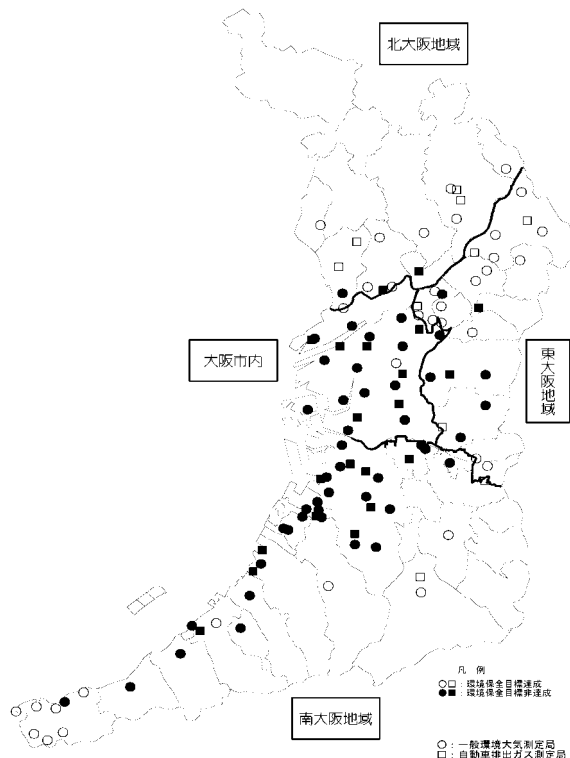 北大阪地域
大阪市内
東大阪地域
凡 例
○□：環境保全目標達成
●■：環境保全目標非達成
南大阪地域
○：一般環境大気測定局
□：自動車排出ガス測定局